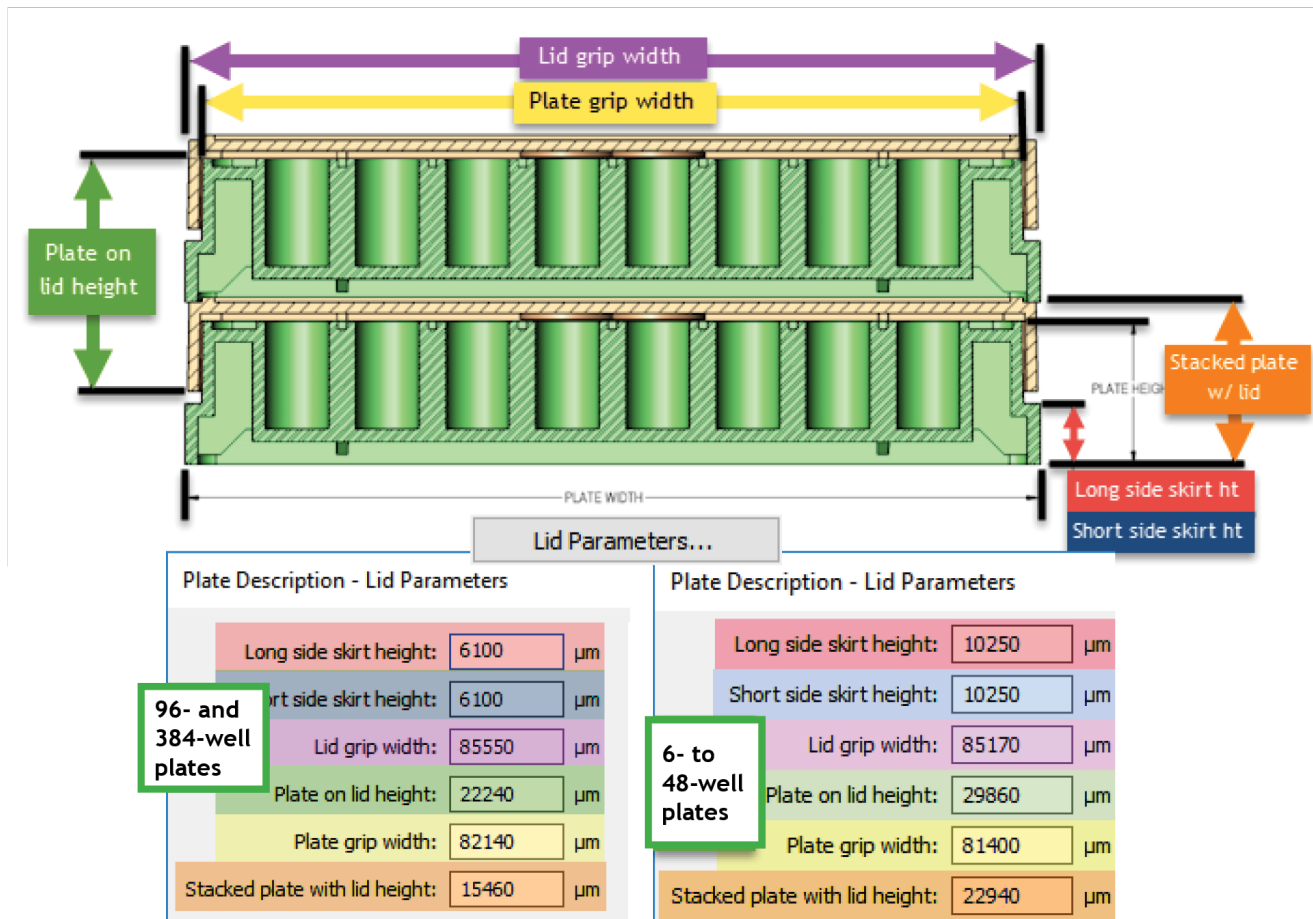 Lid grip width
Plate grip width
Plate on
lid height
Stacked plate
w/ lid
PLATE HEIGH
Long side skirt ht
Short side skirt ht
PLATE WIDTH
Lid Parameters...
Plate Description - Lid Parameters
Long side skirt height: 6100 µm
ort side skirt height: 6100 µm
Lid grip width: 85550 µm
Plate on lid height: 22240 µm
Plate grip width: 82140 µm
Stacked plate with lid height: 15460 µm
96- and
384-well
plates
Plate Description - Lid Parameters
Long side skirt height: 10250 µm
Short side skirt height: 10250 µm
Lid grip width: 85170 µm
Plate on lid height: 29860 µm
Plate grip width: 81400 µm
Stacked plate with lid height: 22940 µm
6- to
48-well
plates